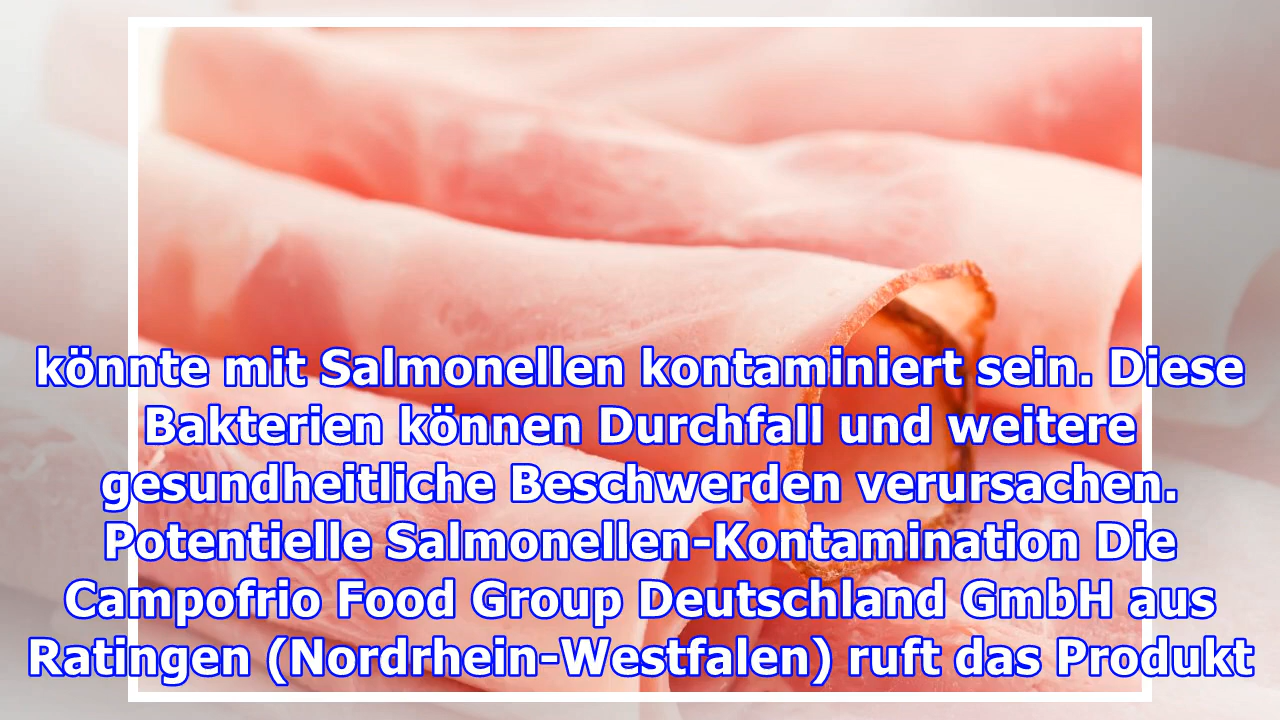 könnte mit Salmonellen kontaminiert sein. Diese
Bakterien können Durchfall und weitere
gesundheitliche Beschwerden verursachen.
Potentielle Salmonellen-Kontamination Die
Campofrio Food Group Deutschland GmbH aus
Ratingen (Nordrhein-Westfalen) ruft das Produkt